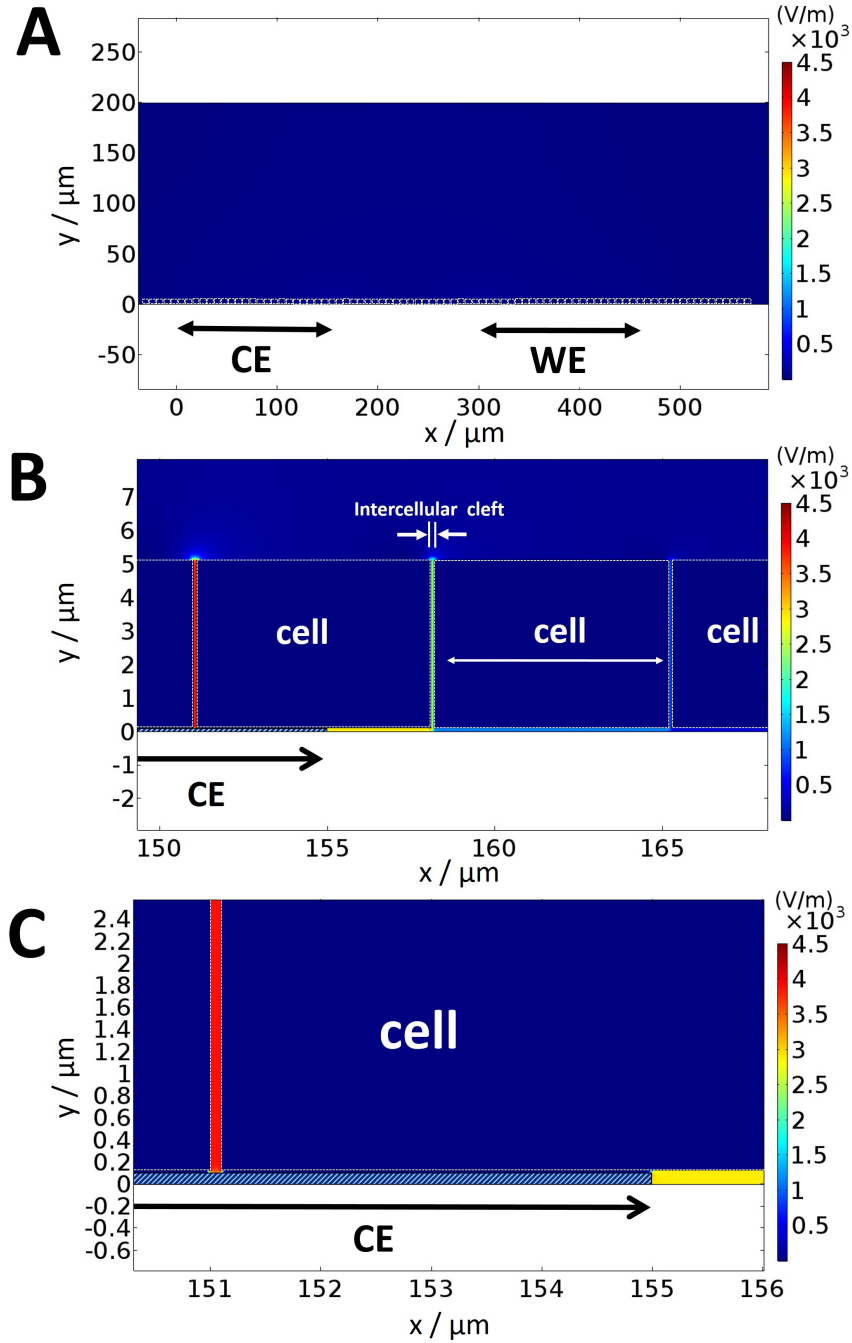 A
(V/m)
×10³
250
200
150
100
50
0
-50
y / μm
4.5
4
3.5
3
2.5
2
1.5
1
0.5
CE
WE
0 100 200 300 400 500
x / μm
B
(V/m)
×10³
7
6
5
4
3
2
1
0
-1
-2
y / μm
Intercellular cleft
cell
cell
cell
4.5
4
3.5
3
2.5
2
1.5
1
0.5
CE
150 155 160 165
x / μm
C
(V/m)
×10³
2.4
2.2
2
1.8
1.6
1.4
1.2
1
0.8
0.6
0.4
0.2
0
-0.2
-0.4
-0.6
y / μm
cell
4.5
4
3.5
3
2.5
2
1.5
1
0.5
CE
151 152 153 154 155 156
x / μm